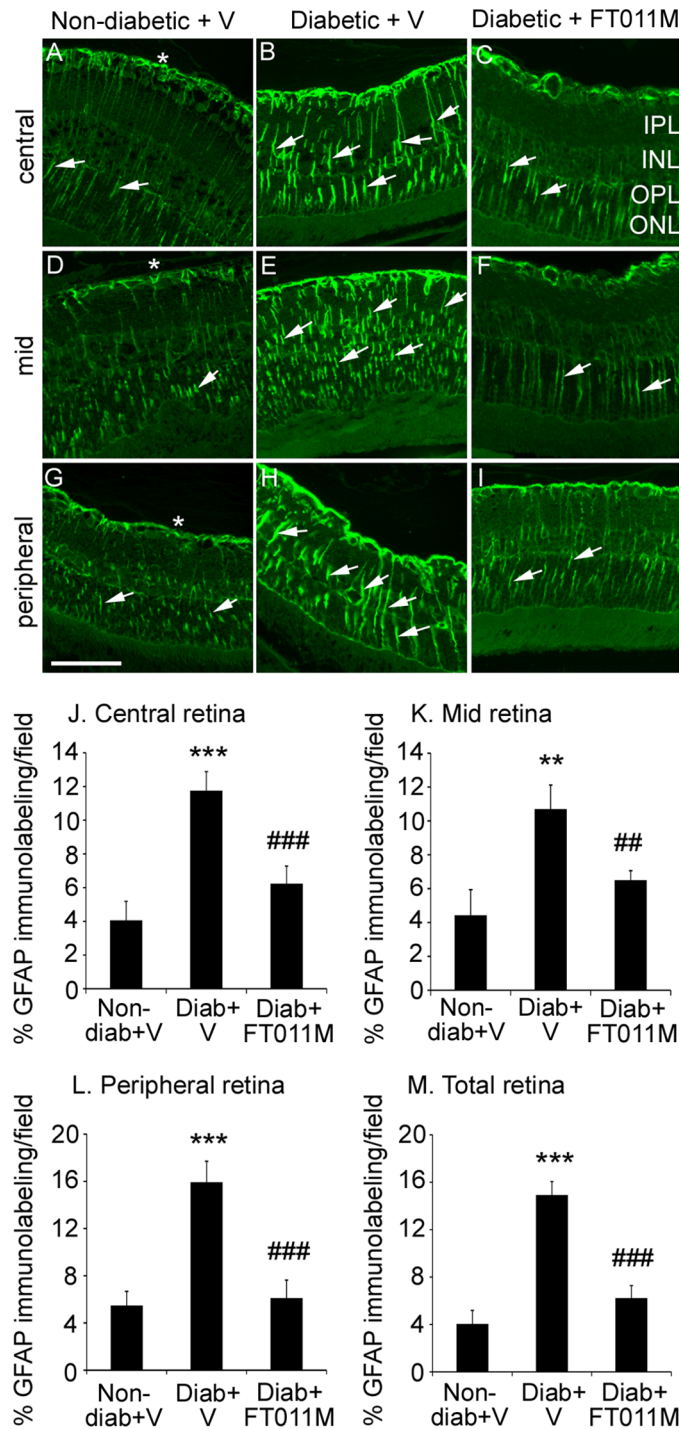 Non-diabetic + V Diabetic + V Diabetic + FT011M
central
A * B C
IPL
INL
OPL
ONL
mid
D * E F
peripheral
G * H I
J. Central retina
% GFAP immunolabeling/field
14
12
10
8
6
4
2
0
***
###
Non-
diab+V
Diab+
V
Diab+
FT011M
K. Mid retina
% GFAP immunolabeling/field
14
12
10
8
6
4
2
0
**
##
Non-
diab+V
Diab+
V
Diab+
FT011M
L. Peripheral retina
% GFAP immunolabeling/field
20
16
12
8
4
0
***
###
Non-
diab+V
Diab+
V
Diab+
FT011M
M. Total retina
% GFAP immunolabeling/field
20
16
12
8
4
0
***
###
Non-
diab+V
Diab+
V
Diab+
FT011M